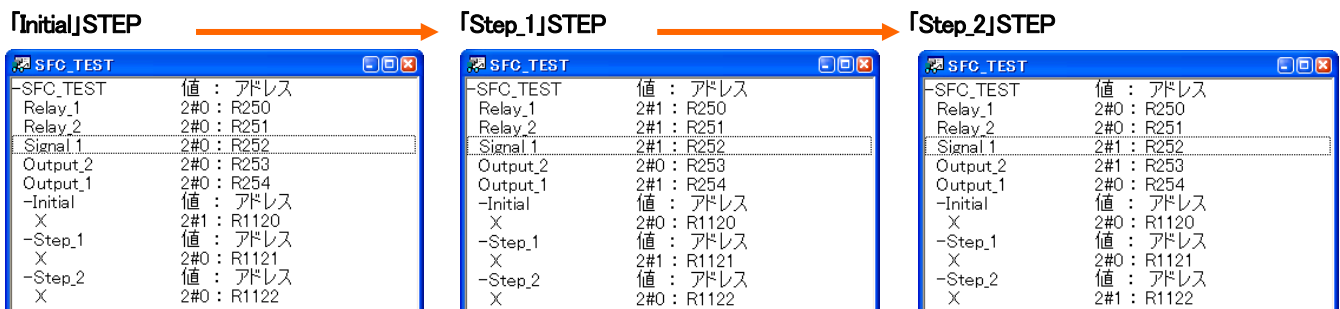 「Initial」STEP
SFC_TEST
-SFC_TEST 値 : アドレス
Relay_1 2#0 : R250
Relay_2 2#0 : R251
Signal 1 2#0 : R252
Output_2 2#0 : R253
Output_1 2#0 : R254
-Initial 値 : アドレス
X 2#1 : R1120
-Step_1 値 : アドレス
X 2#0 : R1121
-Step_2 値 : アドレス
X 2#0 : R1122
「Step_1」STEP
SFC_TEST
-SFC_TEST 値 : アドレス
Relay_1 2#1 : R250
Relay_2 2#1 : R251
Signal 1 2#1 : R252
Output_2 2#0 : R253
Output_1 2#1 : R254
-Initial 値 : アドレス
X 2#0 : R1120
-Step_1 値 : アドレス
X 2#1 : R1121
-Step_2 値 : アドレス
X 2#0 : R1122
「Step_2」STEP
SFC_TEST
-SFC_TEST 値 : アドレス
Relay_1 2#0 : R250
Relay_2 2#0 : R251
Signal 1 2#1 : R252
Output_2 2#1 : R253
Output_1 2#0 : R254
-Initial 値 : アドレス
X 2#0 : R1120
-Step_1 値 : アドレス
X 2#0 : R1121
-Step_2 値 : アドレス
X 2#1 : R1122